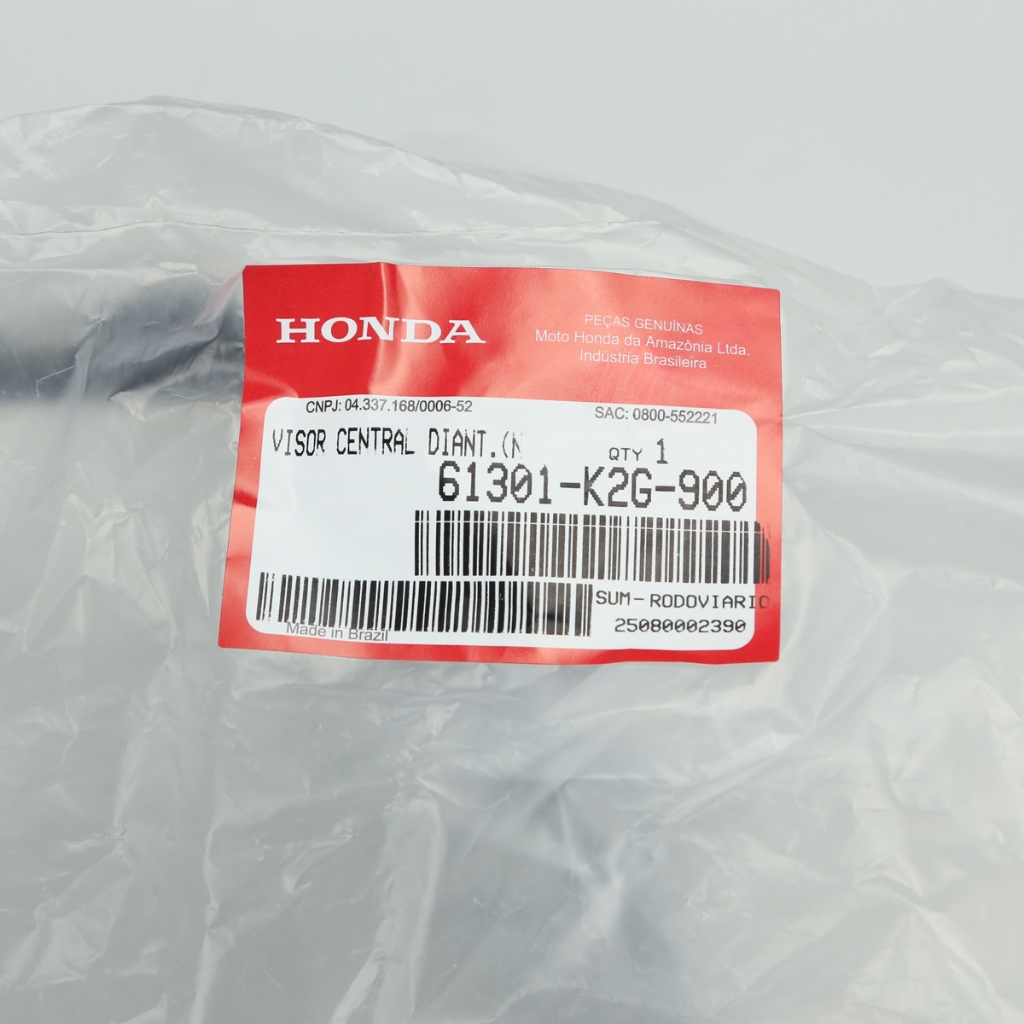 HONDA
PEÇAS GENUÍNAS
Moto Honda da Amazônia Ltda.
Indústria Brasileira
CNPJ: 04.337.168/0006-52
SAC: 0800-552221
VISOR CENTRAL DIANT.(N
QTY 1
61301-K2G-900
SUM-RODOVIARIO
25080002390
Made in Brazil